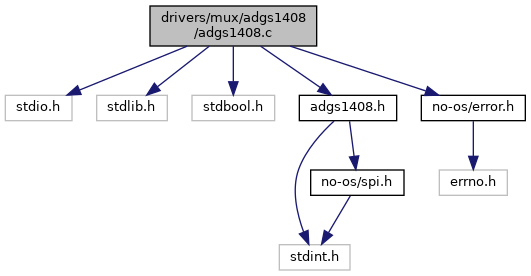 drivers/mux/adgs1408
/adgs1408.c
stdio.h
stdlib.h
stdbool.h
adgs1408.h
no-os/error.h
no-os/spi.h
errno.h
stdint.h